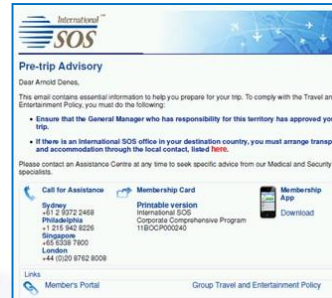 International
SOS
Pre-trip Advisory
Dear Arnold Denes,
This email contains essential information to help you prepare for your trip. To comply with the Travel an
Entertainment Policy, you must do the following:
• Ensure that the General Manager who has responsibility for this territory has approved you
trip.
• If there is an International SOS office in your destination country, you must arrange transp
and accommodation through the local contact, listed here.
Please contact an Assistance Centre at any time to seek specific advice from our Medical and Security
specialists.
Call for Assistance
Sydney
+61 2 9372 2468
Philadelphia
+1 215 942 8226
Singapore
+65 6338 7800
London
+44 (0)20 8762 8008
Membership Card
Printable version
International SOS
Corporate Comprehensive Program
11BOCP000240
Membership
App
Download
Links
Member's Portal
Group Travel and Entertainment Policy